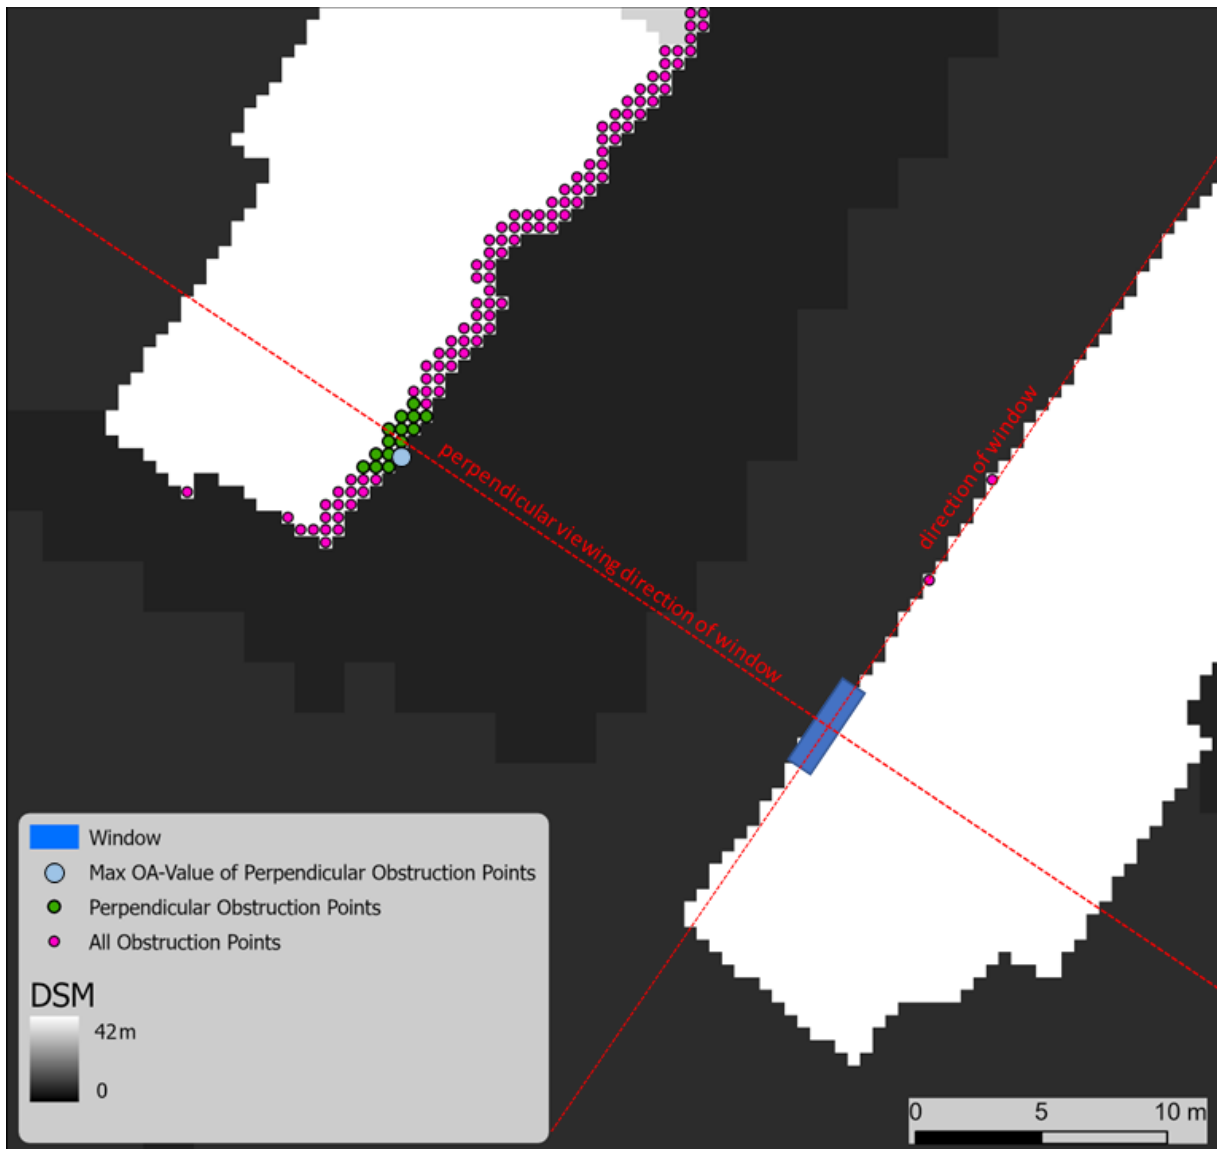 perpendicular viewing direction of window
direction of window
Window
Max OA-Value of Perpendicular Obstruction Points
Perpendicular Obstruction Points
All Obstruction Points
DSM
42m
0
0 5 10 m